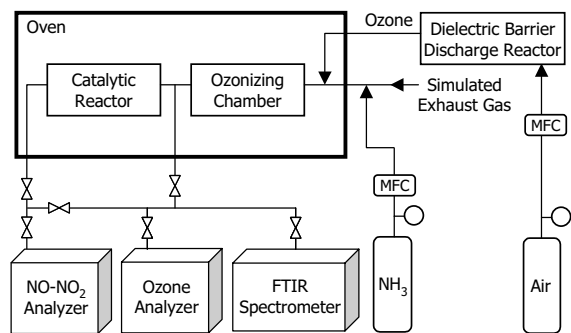 Oven
Ozone
Dielectric Barrier
Discharge Reactor
Catalytic
Reactor
Ozonizing
Chamber
Simulated
Exhaust Gas
MFC
MFC
NO-NO₂
Analyzer
Ozone
Analyzer
FTIR
Spectrometer
NH₃
Air